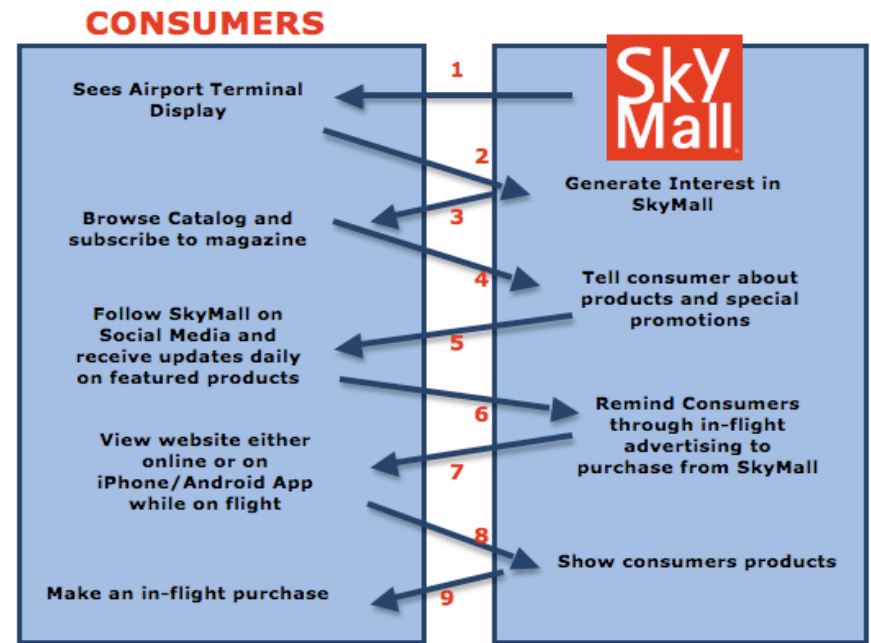 CONSUMERS
Sky
Mall
1
Sees Airport Terminal
Display
2
Generate Interest in
SkyMall
3
Browse Catalog and
subscribe to magazine
4
Tell consumer about
products and special
promotions
5
Follow SkyMall on
Social Media and
receive updates daily
on featured products
6
Remind Consumers
through in-flight
advertising to
purchase from SkyMall
7
View website either
online or on
iPhone/Android App
while on flight
8
Show consumers products
9
Make an in-flight purchase